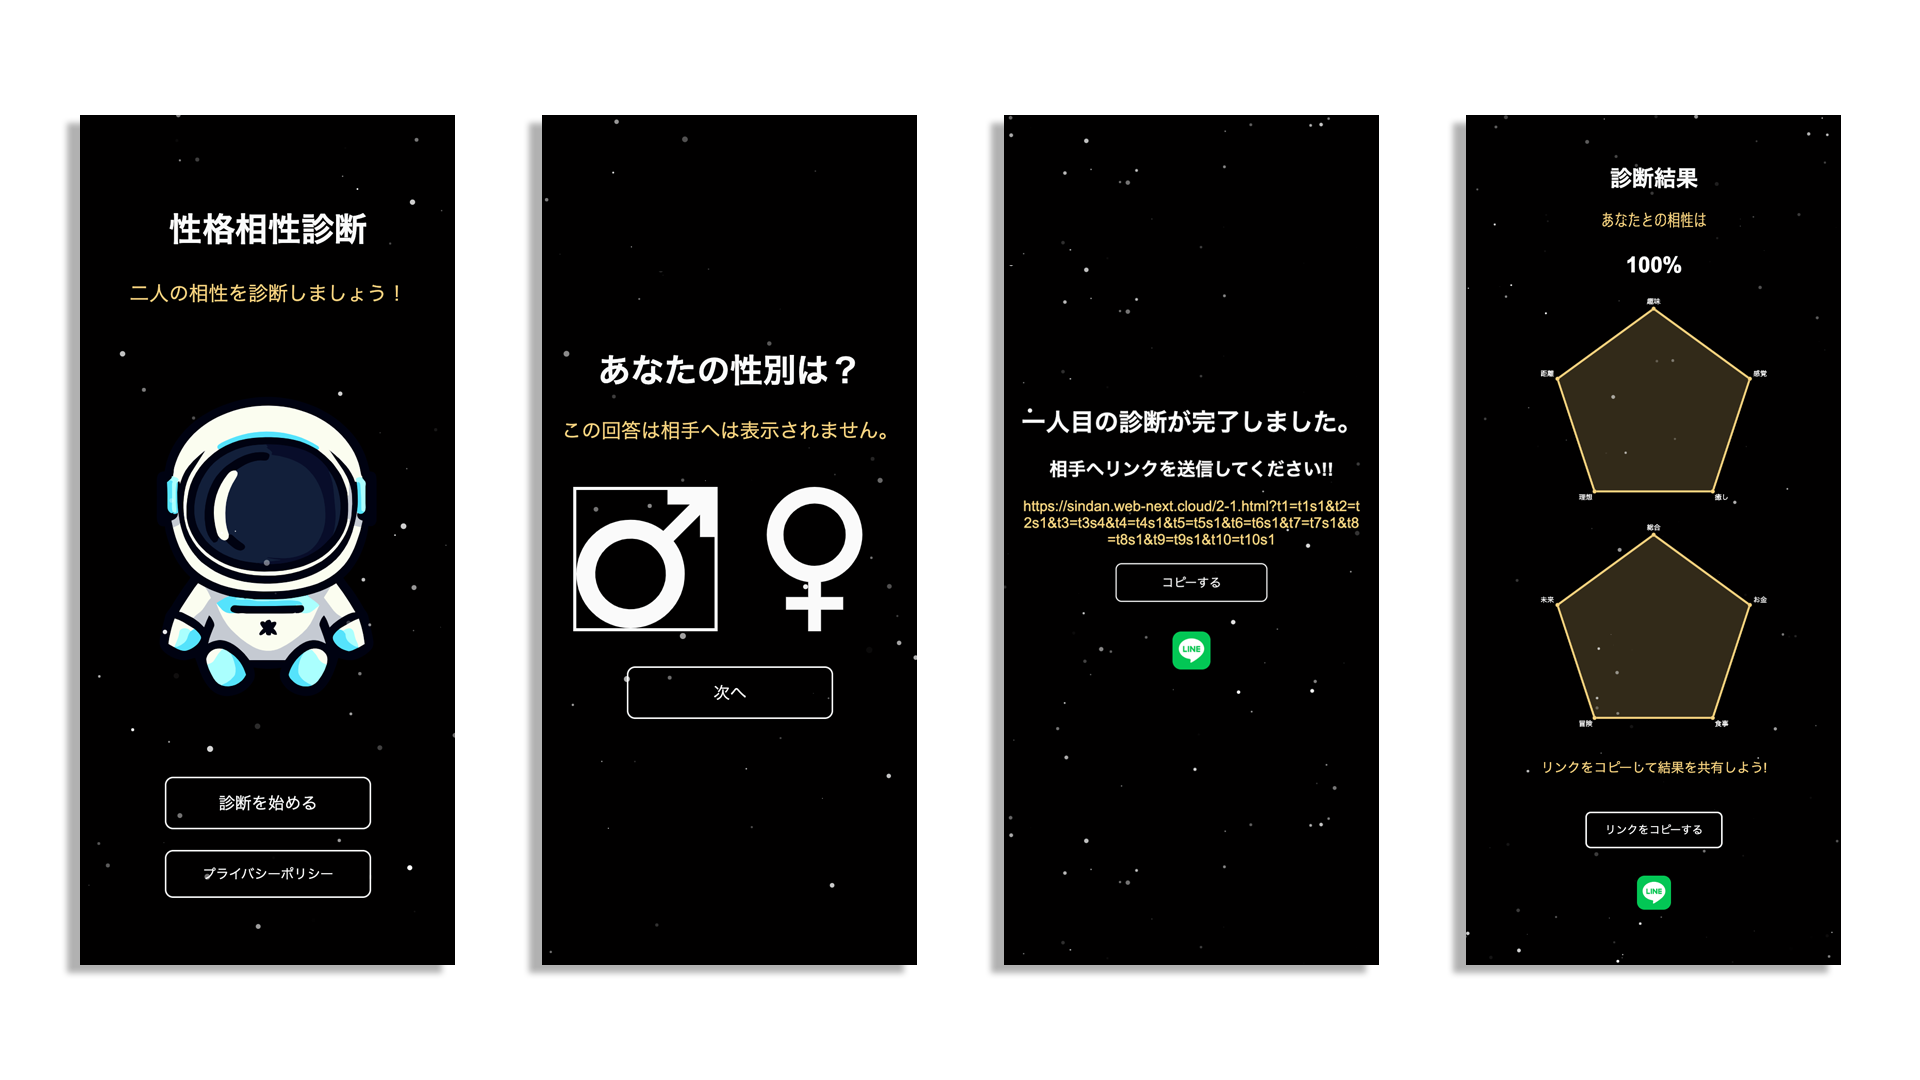 性格相性診断
二人の相性を診断しましょう！
診断を始める
プライバシーポリシー
あなたの性別は？
この回答は相手へは表示されません。
次へ
一人目の診断が完了しました。
相手へリンクを送信してください!!
https://sindan.web-next.cloud/2-1.html?t1=t1s1&t2=t
2s1&t3=t3s4&t4=t4s1&t5=t5s1&t6=t6s1&t7=t7s1&t8
=t8s1&t9=t9s1&t10=t10s1
コピーする
LINE
診断結果
あなたとの相性は
100%
趣味
距離
感覚
理想
癒し
総合
未来
お金
冒険
食事
リンクをコピーして結果を共有しよう!
リンクをコピーする
LINE